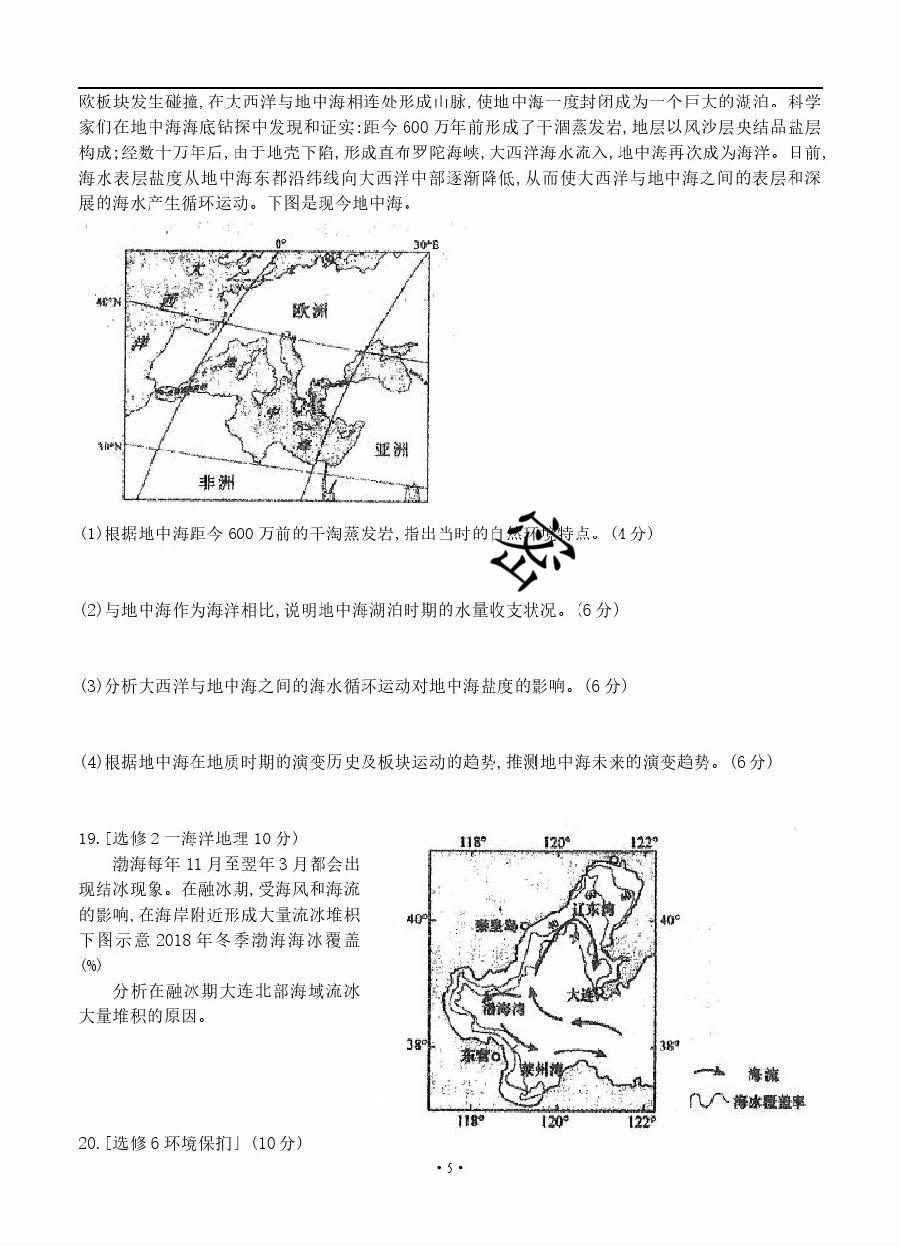 欧板块发生碰撞,在大西洋与地中海相连处形成山脉,使地中海一度封闭成为一个巨大的湖泊。科学
家们在地中海海底钻探中发现和证实:距今 600 万年前形成了干涸蒸发岩,地层以风沙层央结晶盐层
构成;经数十万年后,由于地壳下陷,形成直布罗陀海峡,大西洋海水流入,地中海再次成为海洋。目前,
海水表层盐度从地中海东都沿纬线向大西洋中部逐渐降低,从而使大西洋与地中海之间的表层和深
展的海水产生循环运动。下图是现今地中海。
0° 30°E
大
40°N 西
欧洲
洋
地
中
海
30°N
亚洲
非洲
(1)根据地中海距今 600 万前的干淘蒸发岩,指出当时的自然环境特点。(4 分)
密
(2)与地中海作为海洋相比,说明地中海湖泊时期的水量收支状况。(6 分)
(3)分析大西洋与地中海之间的海水循环运动对地中海盐度的影响。(6 分)
(4)根据地中海在地质时期的演变历史及板块运动的趋势,推测地中海未来的演变趋势。(6 分)
19.[选修 2 一海洋地理 10 分)
渤海每年 11 月至翌年 3 月都会出
现结冰现象。在融冰期,受海风和海流
的影响,在海岸附近形成大量流冰堆枳
下图示意 2018 年冬季渤海海冰覆盖
(%)
分析在融冰期大连北部海域流冰
大量堆积的原因。
118° 120° 122°
辽东湾
40° 秦皇岛 40°
大连
渤海湾
38° 38°
东营
莱州湾
海流
海冰覆盖率
118° 120° 122°
20.[选修 6 环境保扪」(10 分)
·5·